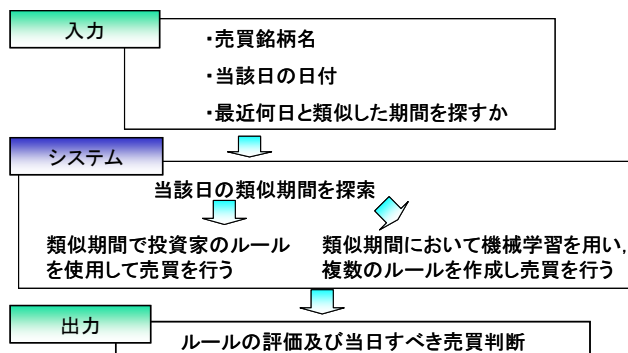 入力
・売買銘柄名
・当該日の日付
・最近何日と類似した期間を探すか
システム
当該日の類似期間を探索
類似期間で投資家のルール
を使用して売買を行う
類似期間において機械学習を用い,
複数のルールを作成し売買を行う
出力
ルールの評価及び当日すべき売買判断